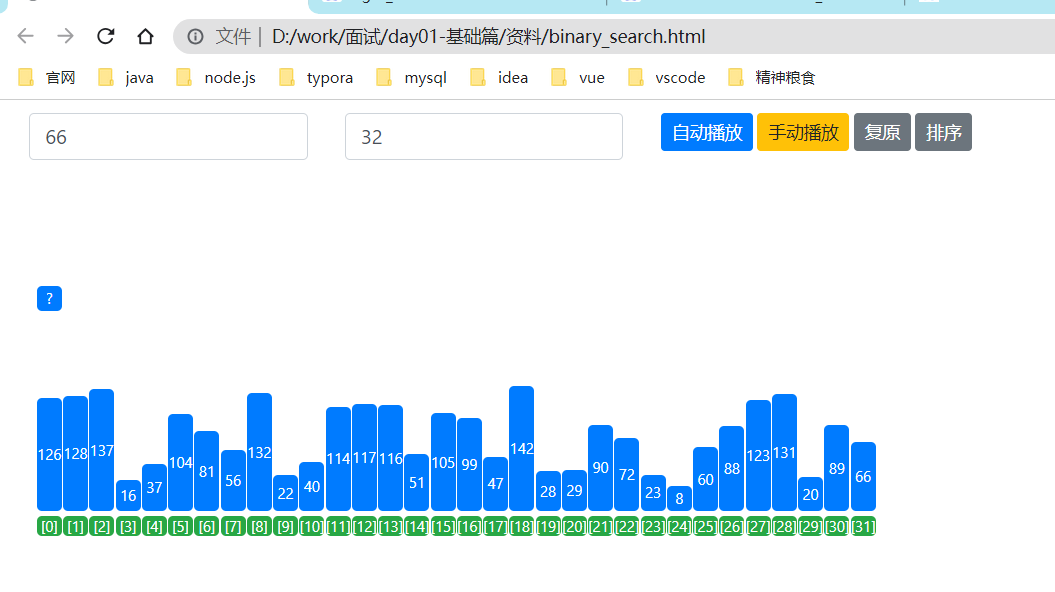 文件 | D:/work/面试/day01-基础篇/资料/binary_search.html
官网 java node.js typora mysql idea vue vscode 精神粮食
66 32 自动播放 手动播放 复原 排序
?
126 128 137 16 37 104 81 56 132 22 40 114 117 116 51 105 99 47 142 28 29 90 72 23 8 60 88 123 131 20 89 66
[0] [1] [2] [3] [4] [5] [6] [7] [8] [9] [10] [11] [12] [13] [14] [15] [16] [17] [18] [19] [20] [21] [22] [23] [24] [25] [26] [27] [28] [29] [30] [31]